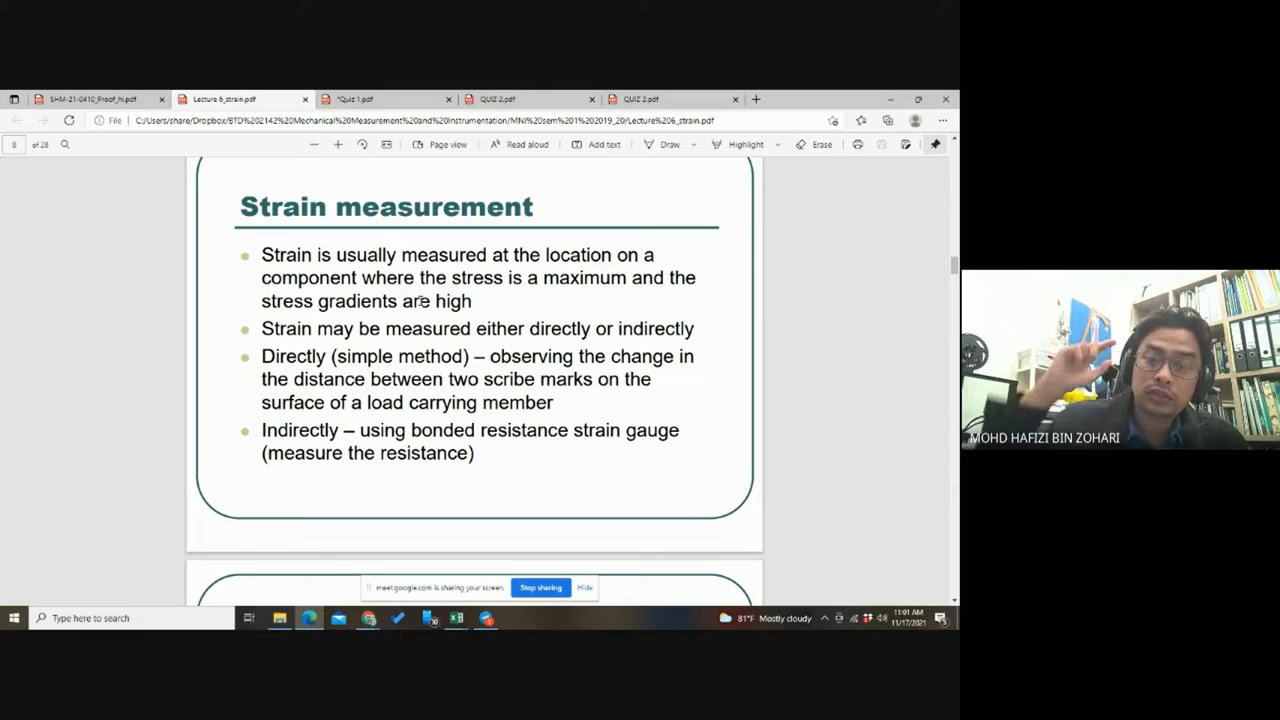 SHM-21-0410_Proof_hi.pdf
Lecture 6_strain.pdf
*Quiz 1.pdf
QUIZ 2.pdf
QUIZ 2.pdf
File
C:/Users/share/Dropbox/BTD%202142%20Mechanical%20Measurement%20and%20Instrumentation/MNI%20sem%201%202019_20/Lecture%206_strain.pdf
8 of 28
Page view
Read aloud
Add text
Draw
Highlight
Erase
Strain measurement
Strain is usually measured at the location on a
component where the stress is a maximum and the
stress gradients are high
Strain may be measured either directly or indirectly
Directly (simple method) – observing the change in
the distance between two scribe marks on the
surface of a load carrying member
Indirectly – using bonded resistance strain gauge
(measure the resistance)
MOHD HAFIZI BIN ZOHARI
meet.google.com is sharing your screen.
Stop sharing
Hide
Type here to search
81°F Mostly cloudy
11:01 AM
11/17/2021